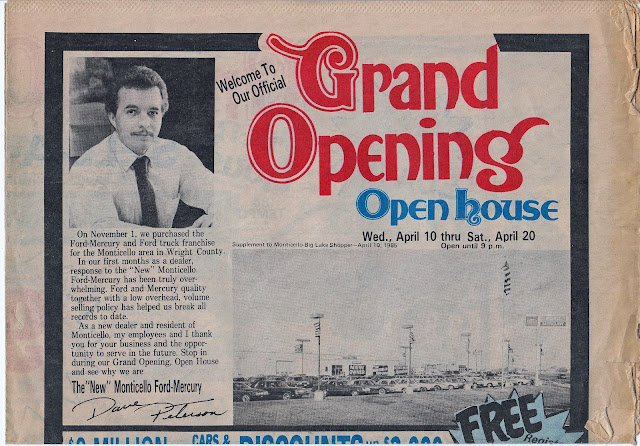 Welcome To
Our Official
Grand
Opening
Open house
Wed., April 10 thru Sat., April 20
Open until 9 p.m.
Supplement to Monticello-Big Lake Shopper—April 10, 1985
On November 1, we purchased the
Ford-Mercury and Ford truck franchise
for the Monticello area in Wright County.
In our first months as a dealer,
response to the "New" Monticello
Ford-Mercury has been truly over-
whelming. Ford and Mercury quality
together with a low overhead, volume
selling policy has helped us break all
records to date.
As a new dealer and resident of
Monticello, my employees and I thank
you for your business and the oppor-
tunity to serve in the future. Stop in
during our Grand Opening, Open House
and see why we are
The "New" Monticello Ford-Mercury
Dave Peterson
FREE
MILLION CARS & DISCOUNTS